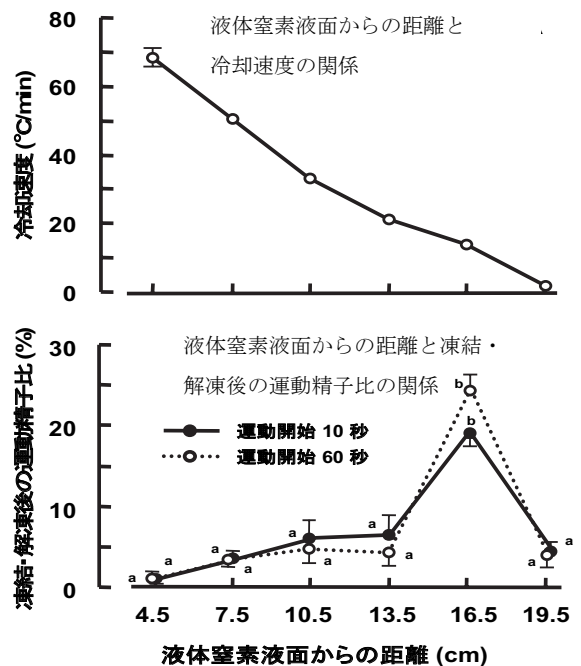 液体窒素液面からの距離と
冷却速度の関係
80
60
40
20
0
冷却速度 (℃/min)
液体窒素液面からの距離と凍結・
解凍後の運動精子比の関係
30
20
10
0
凍結・解凍後の運動精子比 (%)
運動開始 10 秒
運動開始 60 秒
b
b
a
a
a
a
a
a
a
a
a
a
4.5 7.5 10.5 13.5 16.5 19.5
液体窒素液面からの距離 (cm)